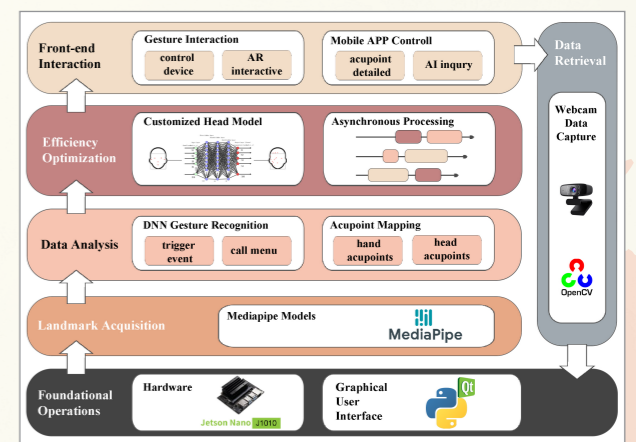 Front-end
Interaction
Gesture Interaction
control
device
AR
interactive
Mobile APP Controll
acupoint
detailed
AI inqury
Data
Retrieval
Webcam
Data
Capture
OpenCV
Efficiency
Optimization
Customized Head Model
Asynchronous Processing
Data Analysis
DNN Gesture Recognition
trigger
event
call menu
Acupoint Mapping
hand
acupoints
head
acupoints
Landmark Acquisition
Mediapipe Models
MediaPipe
Foundational
Operations
Hardware
Jetson Nano J1010
Graphical
User
Interface
Qt